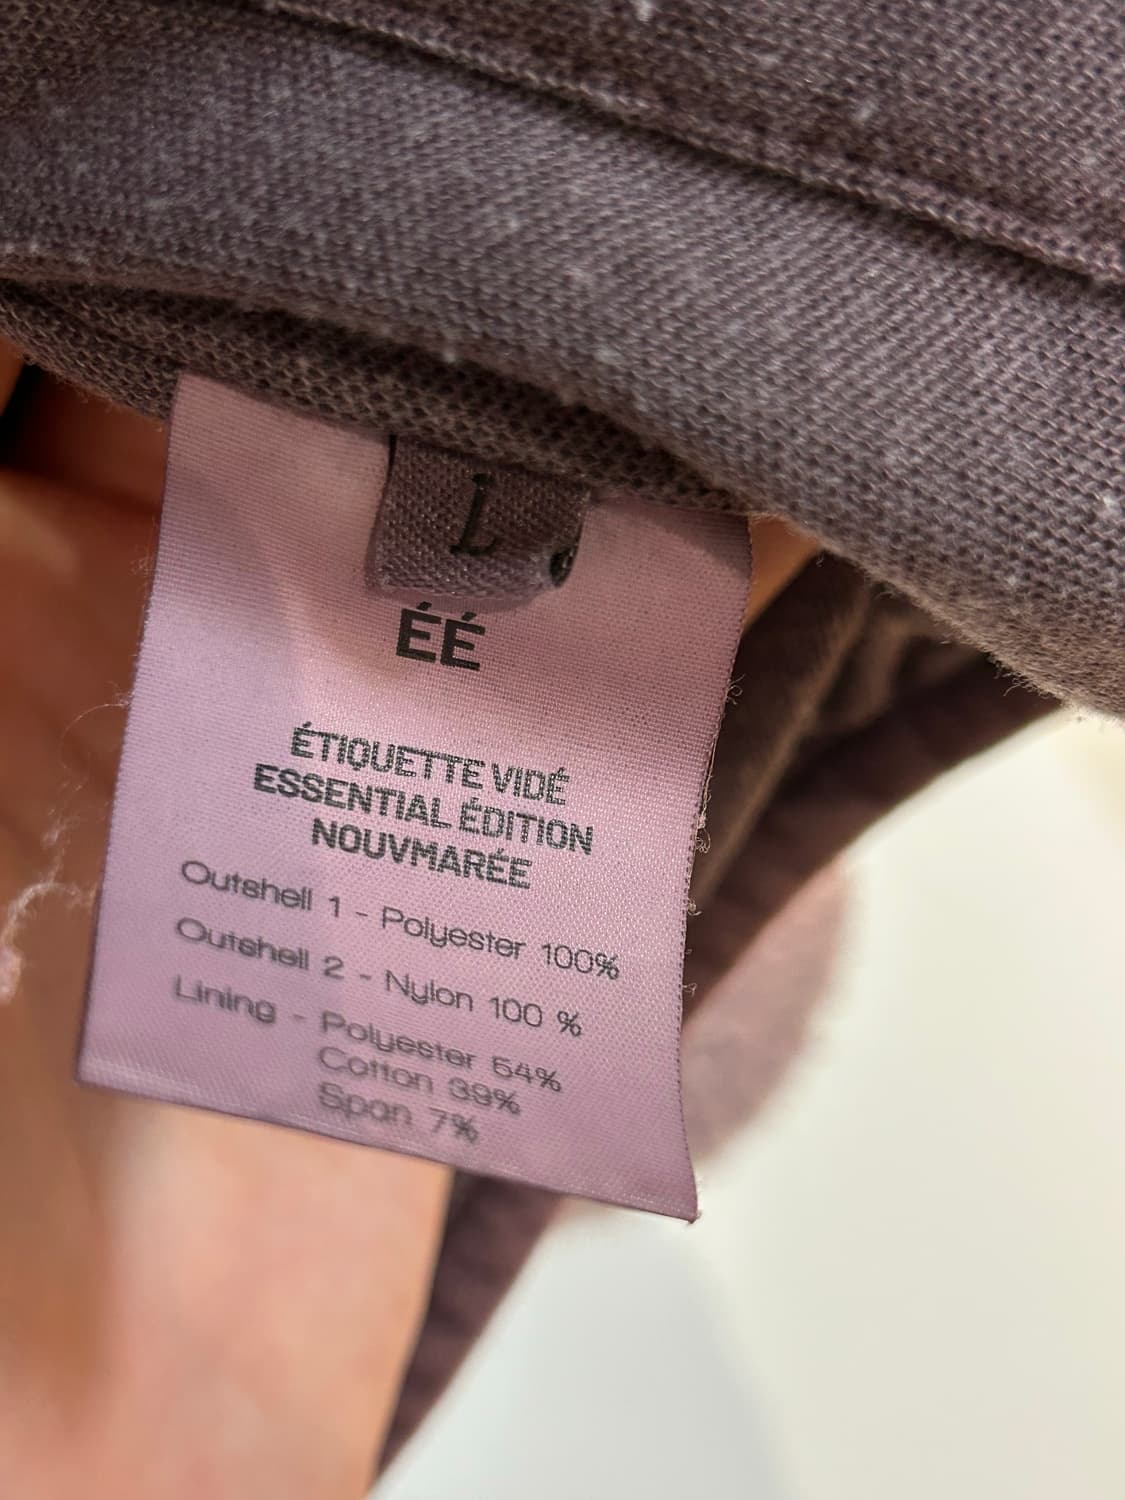 L
ÉÉ
ÉTIQUETTE VIDÉ
ESSENTIAL ÉDITION
NOUVMARÉE
Outshell 1 - Polyester 100%
Outshell 2 - Nylon 100 %
Lining - Polyester 54%
Cotton 39%
Span 7%